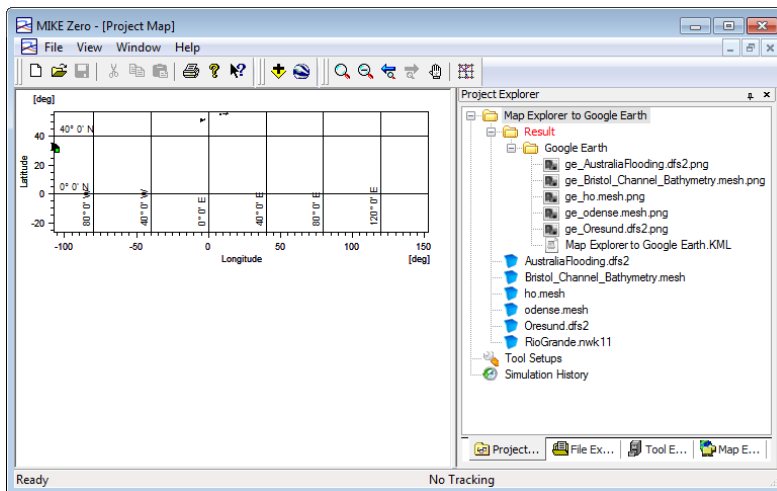 MIKE Zero - [Project Map]
File View Window Help
Project Explorer
[deg]
40° 0' N
0° 0' N
80° 0' W
40° 0' W
0° 0' E
40° 0' E
80° 0' E
120° 0' E
40
20
0
-20
Latitude
-100 -50 0 50 100 150
Longitude [deg]
Map Explorer to Google Earth
Result
Google Earth
ge_AustraliaFlooding.dfs2.png
ge_Bristol_Channel_Bathymetry.mesh.png
ge_ho.mesh.png
ge_odense.mesh.png
ge_Oresund.dfs2.png
Map Explorer to Google Earth.KML
AustraliaFlooding.dfs2
Bristol_Channel_Bathymetry.mesh
ho.mesh
odense.mesh
Oresund.dfs2
RioGrande.nwk11
Tool Setups
Simulation History
Project... File Ex... Tool E... Map E...
Ready No Tracking